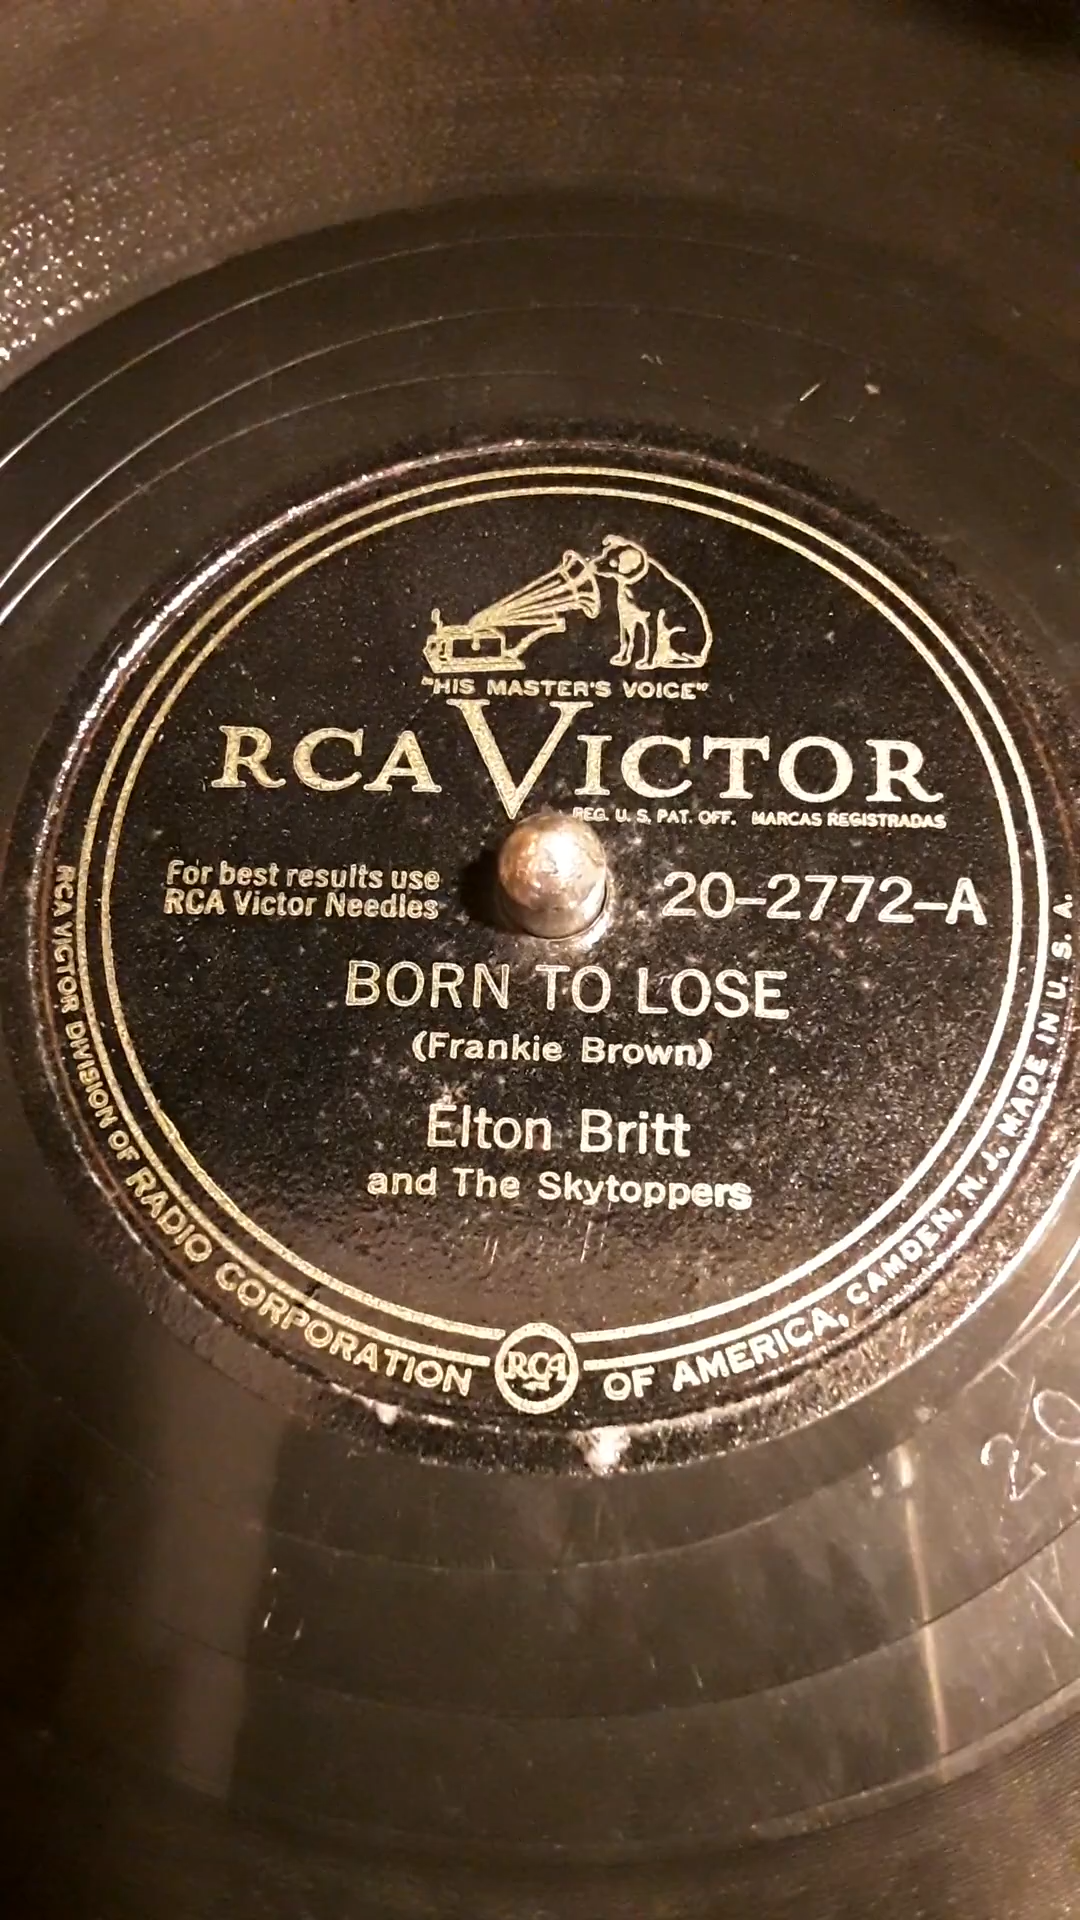 "HIS MASTER'S VOICE"
RCA VICTOR
REG. U. S. PAT. OFF. MARCAS REGISTRADAS
For best results use
RCA Victor Needles
20-2772-A
BORN TO LOSE
(Frankie Brown)
Elton Britt
and The Skytoppers
RCA VICTOR DIVISION OF RADIO CORPORATION OF AMERICA, CAMDEN, N. J. MADE IN U. S. A.
RCA
20